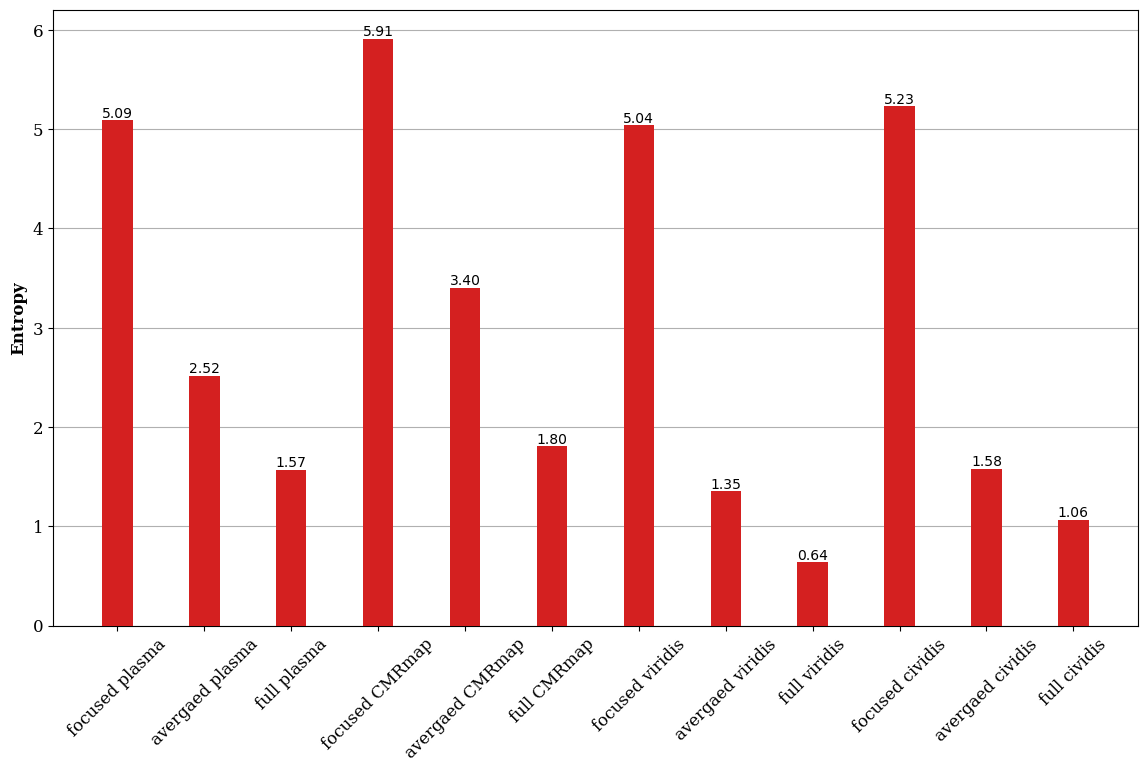 Entropy
6
5
4
3
2
1
0
5.09
2.52
1.57
5.91
3.40
1.80
5.04
1.35
0.64
5.23
1.58
1.06
focused plasma
avergaed plasma
full plasma
focused CMRmap
avergaed CMRmap
full CMRmap
focused viridis
avergaed viridis
full viridis
focused cividis
avergaed cividis
full cividis